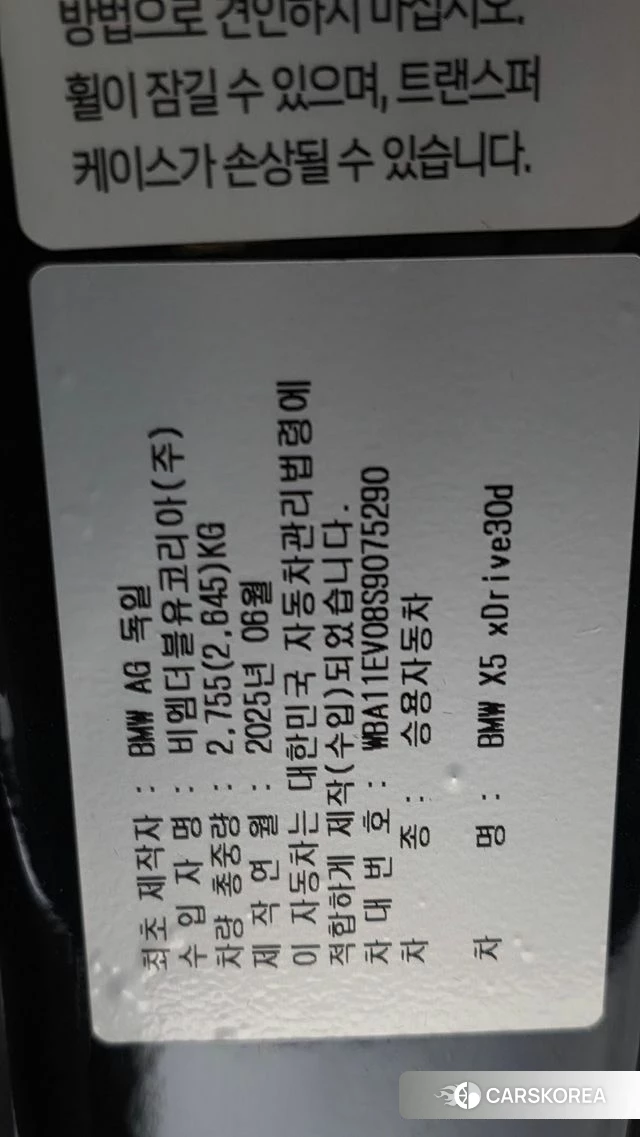 방법으로 견인하지 마십시오.
휠이 잠길 수 있으며, 트랜스퍼
케이스가 손상될 수 있습니다.
최초 제작자 : BMW AG 독일
수 입 자 명 : 비엠더블유코리아(주)
차량 총중량 : 2,755(2,645)KG
제 작 연 월 : 2025년 06월
이 자동차는 대한민국 자동차관리법령에
적합하게 제작(수입)되었습니다.
차 대 번 호 : WBA11EV08S9075290
차 종 : 승용자동차
차 명 : BMW X5 xDrive30d
CARSKOREA